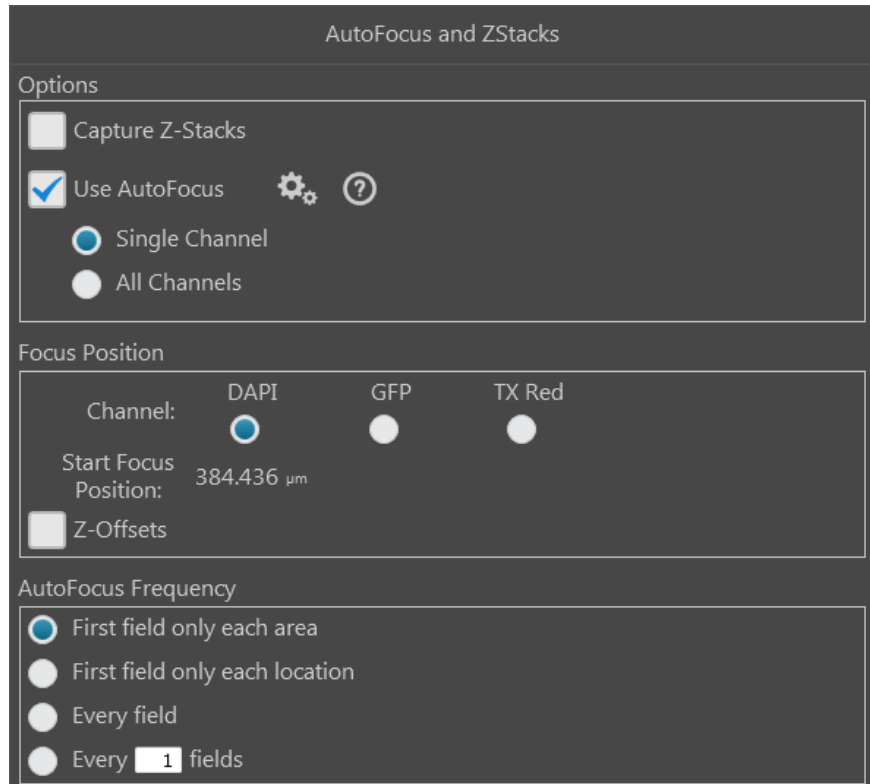 AutoFocus and ZStacks
Options
Capture Z-Stacks
Use AutoFocus ?
Single Channel
All Channels
Focus Position
DAPI GFP TX Red
Channel:
Start Focus
Position: 384.436 µm
Z-Offsets
AutoFocus Frequency
First field only each area
First field only each location
Every field
Every 1 fields